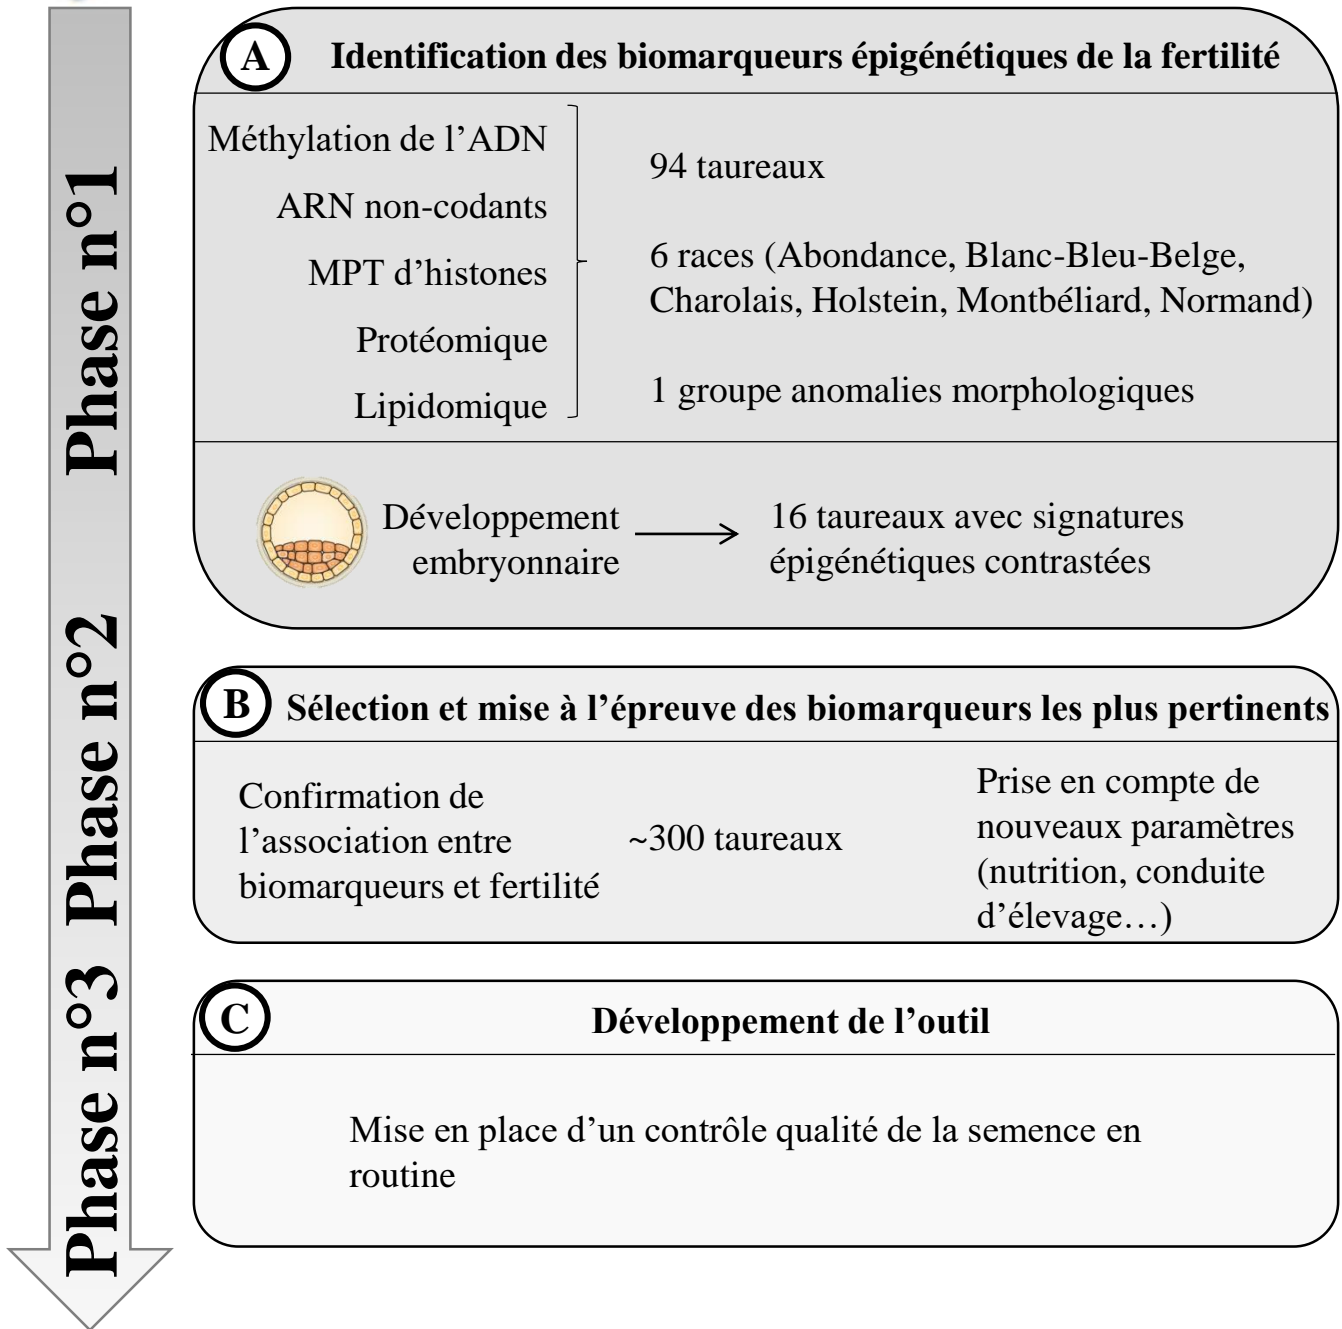 Phase n°1
A
Identification des biomarqueurs épigénétiques de la fertilité
Méthylation de l’ADN
ARN non-codants
MPT d’histones
Protéomique
Lipidomique
94 taureaux
6 races (Abondance, Blanc-Bleu-Belge,
Charolais, Holstein, Montbéliard, Normand)
1 groupe anomalies morphologiques
Développement
embryonnaire
16 taureaux avec signatures
épigénétiques contrastées
Phase n°2
B
Sélection et mise à l’épreuve des biomarqueurs les plus pertinents
Confirmation de
l’association entre
biomarqueurs et fertilité
~300 taureaux
Prise en compte de
nouveaux paramètres
(nutrition, conduite
d’élevage…)
Phase n°3
C
Développement de l’outil
Mise en place d’un contrôle qualité de la semence en
routine